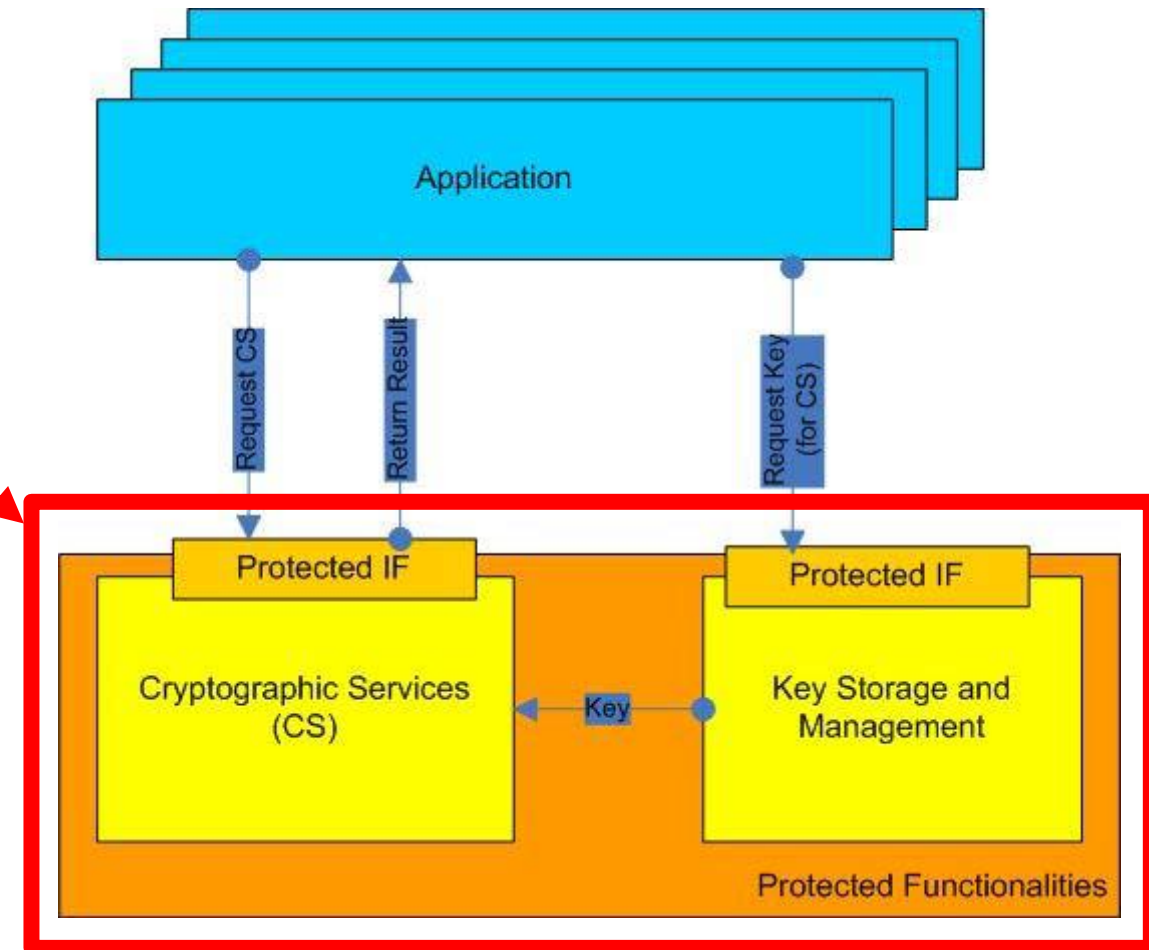 Application
Request CS
Return Result
Request Key
(for CS)
Protected IF
Protected IF
Cryptographic Services
(CS)
Key
Key Storage and
Management
Protected Functionalities